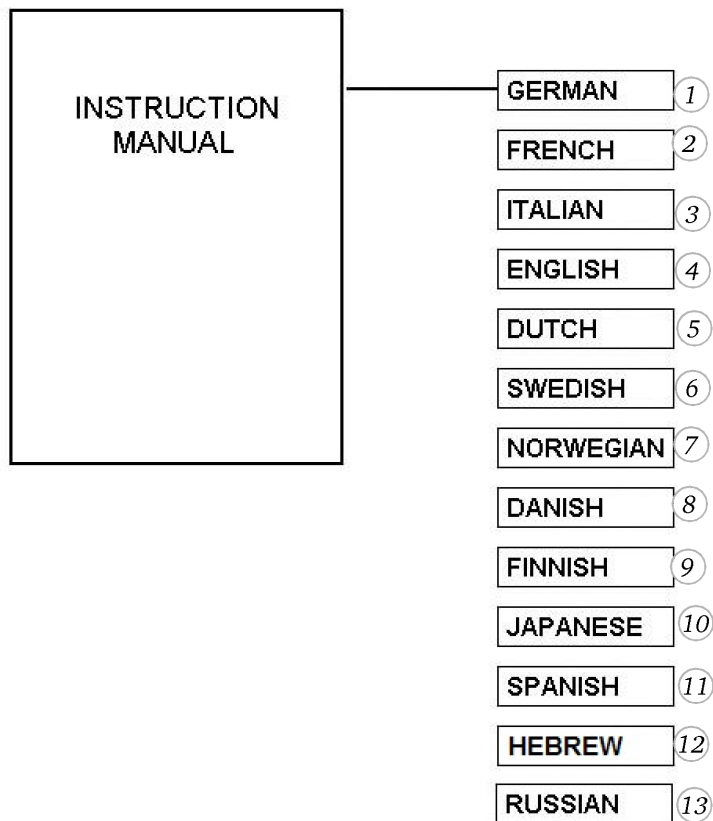 INSTRUCTION
MANUAL
GERMAN 1
FRENCH 2
ITALIAN 3
ENGLISH 4
DUTCH 5
SWEDISH 6
NORWEGIAN 7
DANISH 8
FINNISH 9
JAPANESE 10
SPANISH 11
HEBREW 12
RUSSIAN 13